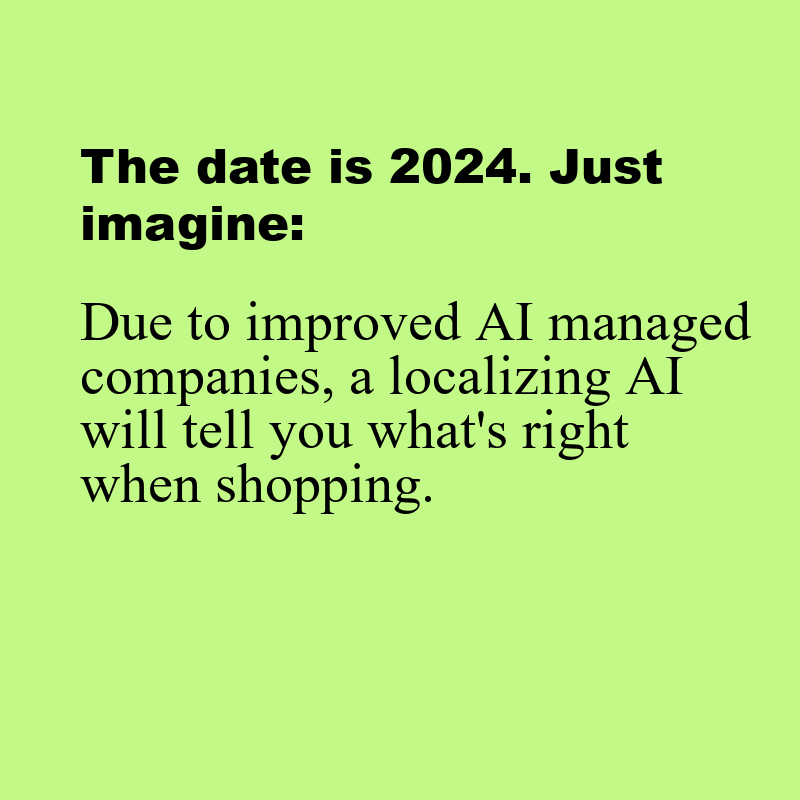 The date is 2024. Just
imagine:
Due to improved AI managed
companies, a localizing AI
will tell you what's right
when shopping.